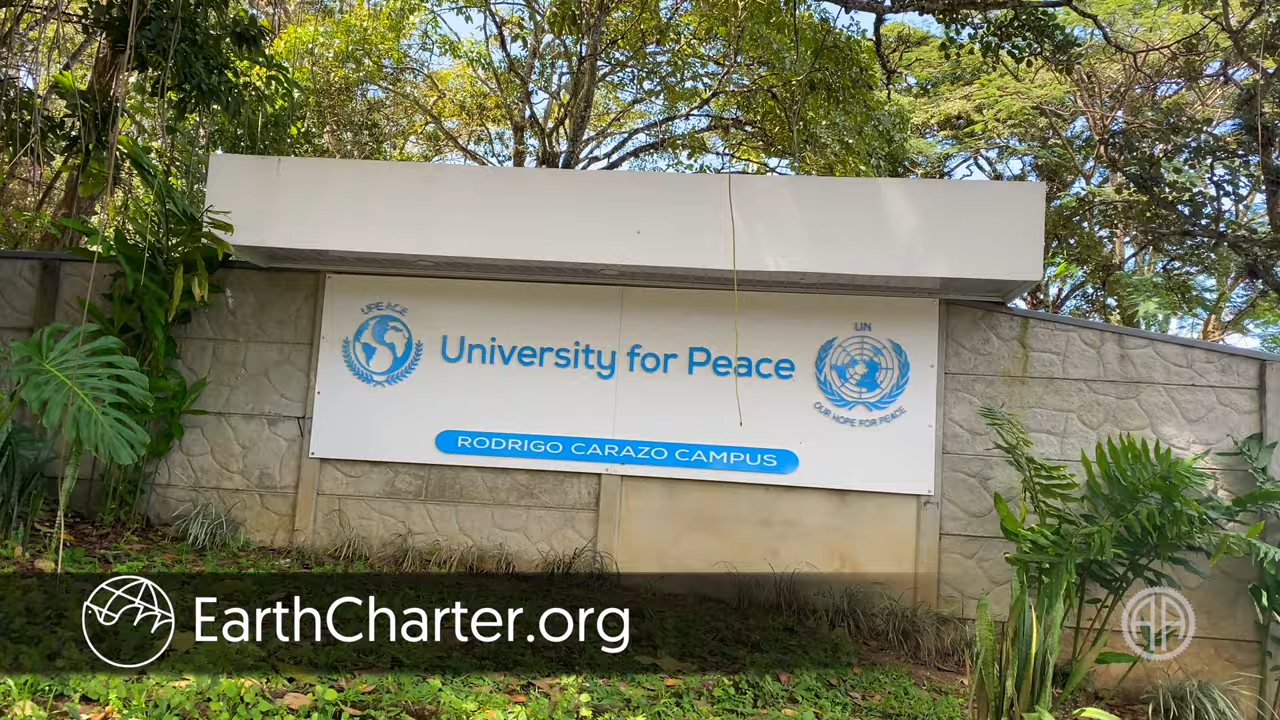 UPEACE
University for Peace
UN
OUR HOPE FOR PEACE
RODRIGO CARAZO CAMPUS
EarthCharter.org